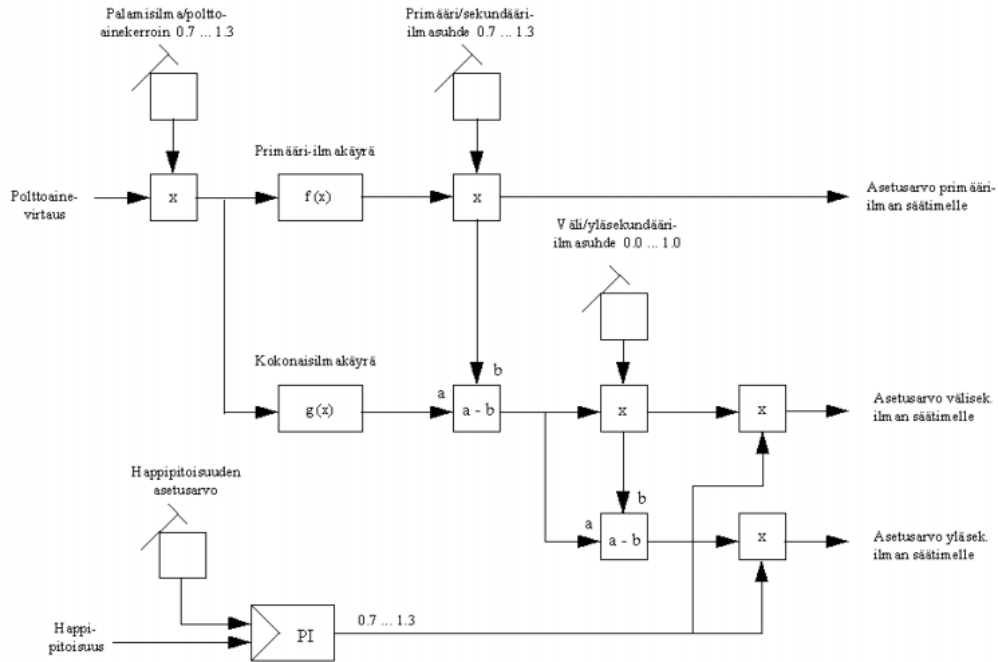 Palamisilma/poltto-
ainekerroin 0.7 ... 1.3
Primääri/sekundääri-
ilmasuhde 0.7 ... 1.3
Primääri-ilmakäyrä
Polttoaine-
virtaus
x
f(x)
x
Asetusarvo primääri-
ilman säätimelle
Väli/yläsekundääri-
ilmasuhde 0.0 ... 1.0
Kokonaisilmakäyrä
b
a
g(x)
a - b
x
x
Asetusarvo välisek.
ilman säätimelle
Happipitoisuuden
asetusarvo
b
a
a - b
x
Asetusarvo yläsek.
ilman säätimelle
0.7 ... 1.3
Happi-
pitoisuus
PI